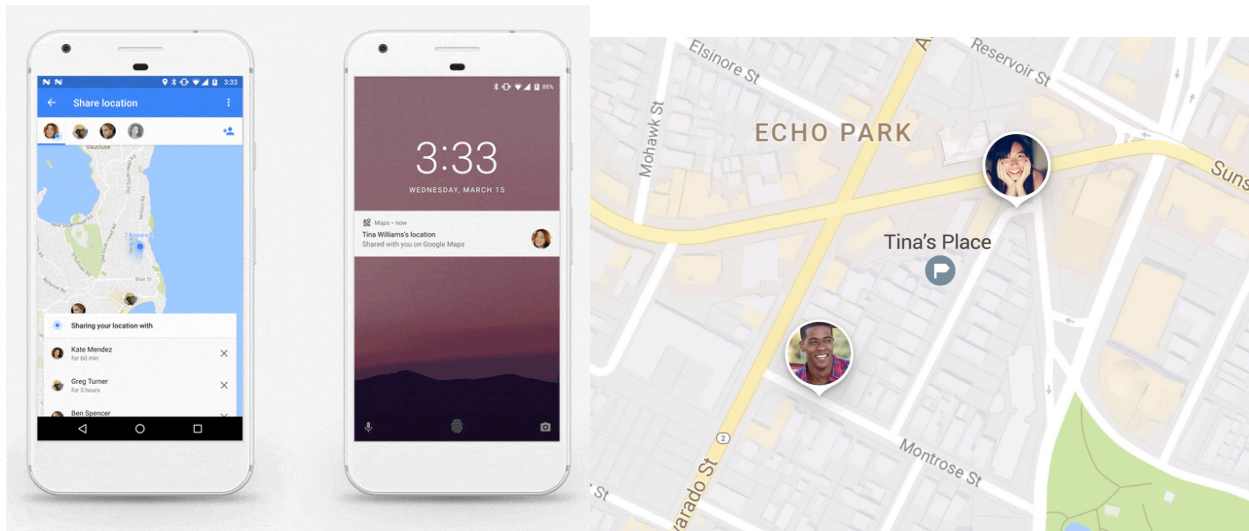 3:33
Share location
Vaucluse
Sharing your location with
Kate Mendez
for 60 min
Greg Turner
for 3 hours
Ben Spencer
88%
3:33
WEDNESDAY, MARCH 15
Maps • now
Tina Williams's location
Shared with you on Google Maps
Elsinore St
Reservoir St
Mohawk St
ECHO PARK
Suns
Tina's Place
2
Montrose St
varado St
St